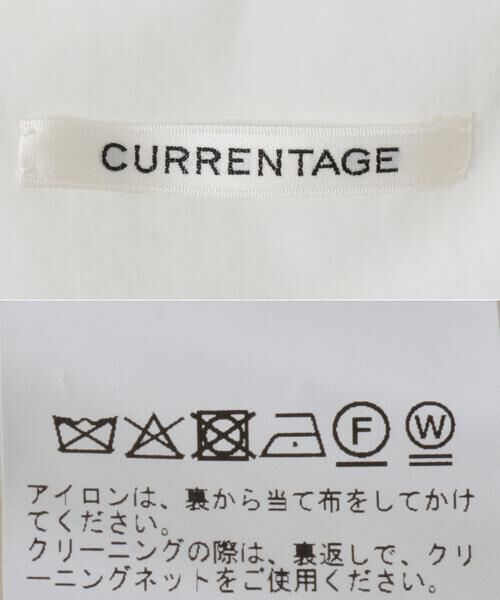 CURRENTAGE
F W
アイロンは、裏から当て布をしてかけ
てください。
クリーニングの際は、裏返しで、クリ
ーニングネットをご使用ください。